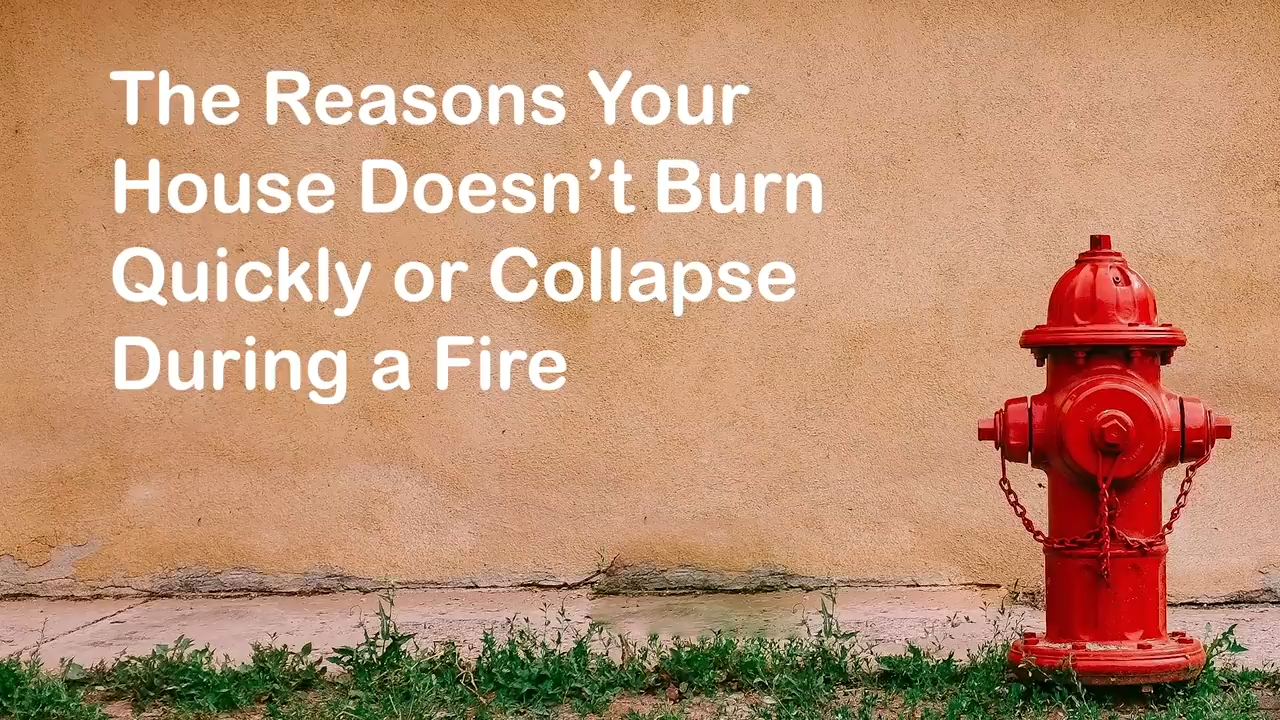 The Reasons Your
House Doesn’t Burn
Quickly or Collapse
During a Fire